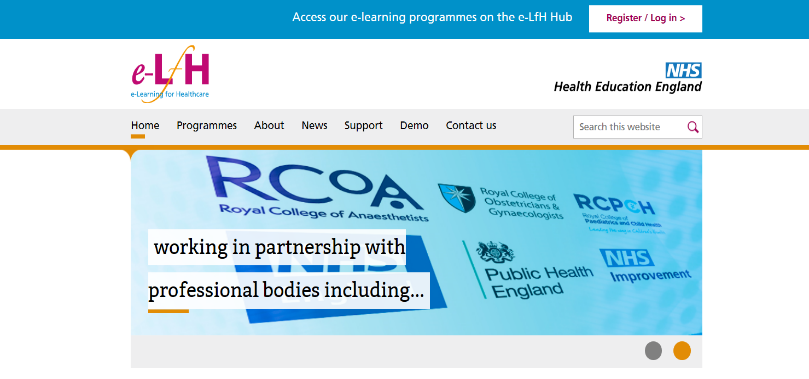 Access our e-learning programmes on the e-LfH Hub
Register / Log in >
e-LfH
e-Learning for Healthcare
NHS
Health Education England
Home Programmes About News Support Demo Contact us
Search this website
RCOA
Royal College of Anaesthetists
Royal College of
Obstetricians &
Gynaecologists
RCPCH
Royal College of
Paediatrics and Child Health
working in partnership with
professional bodies including...
NHS
Public Health
England
NHS
Improvement